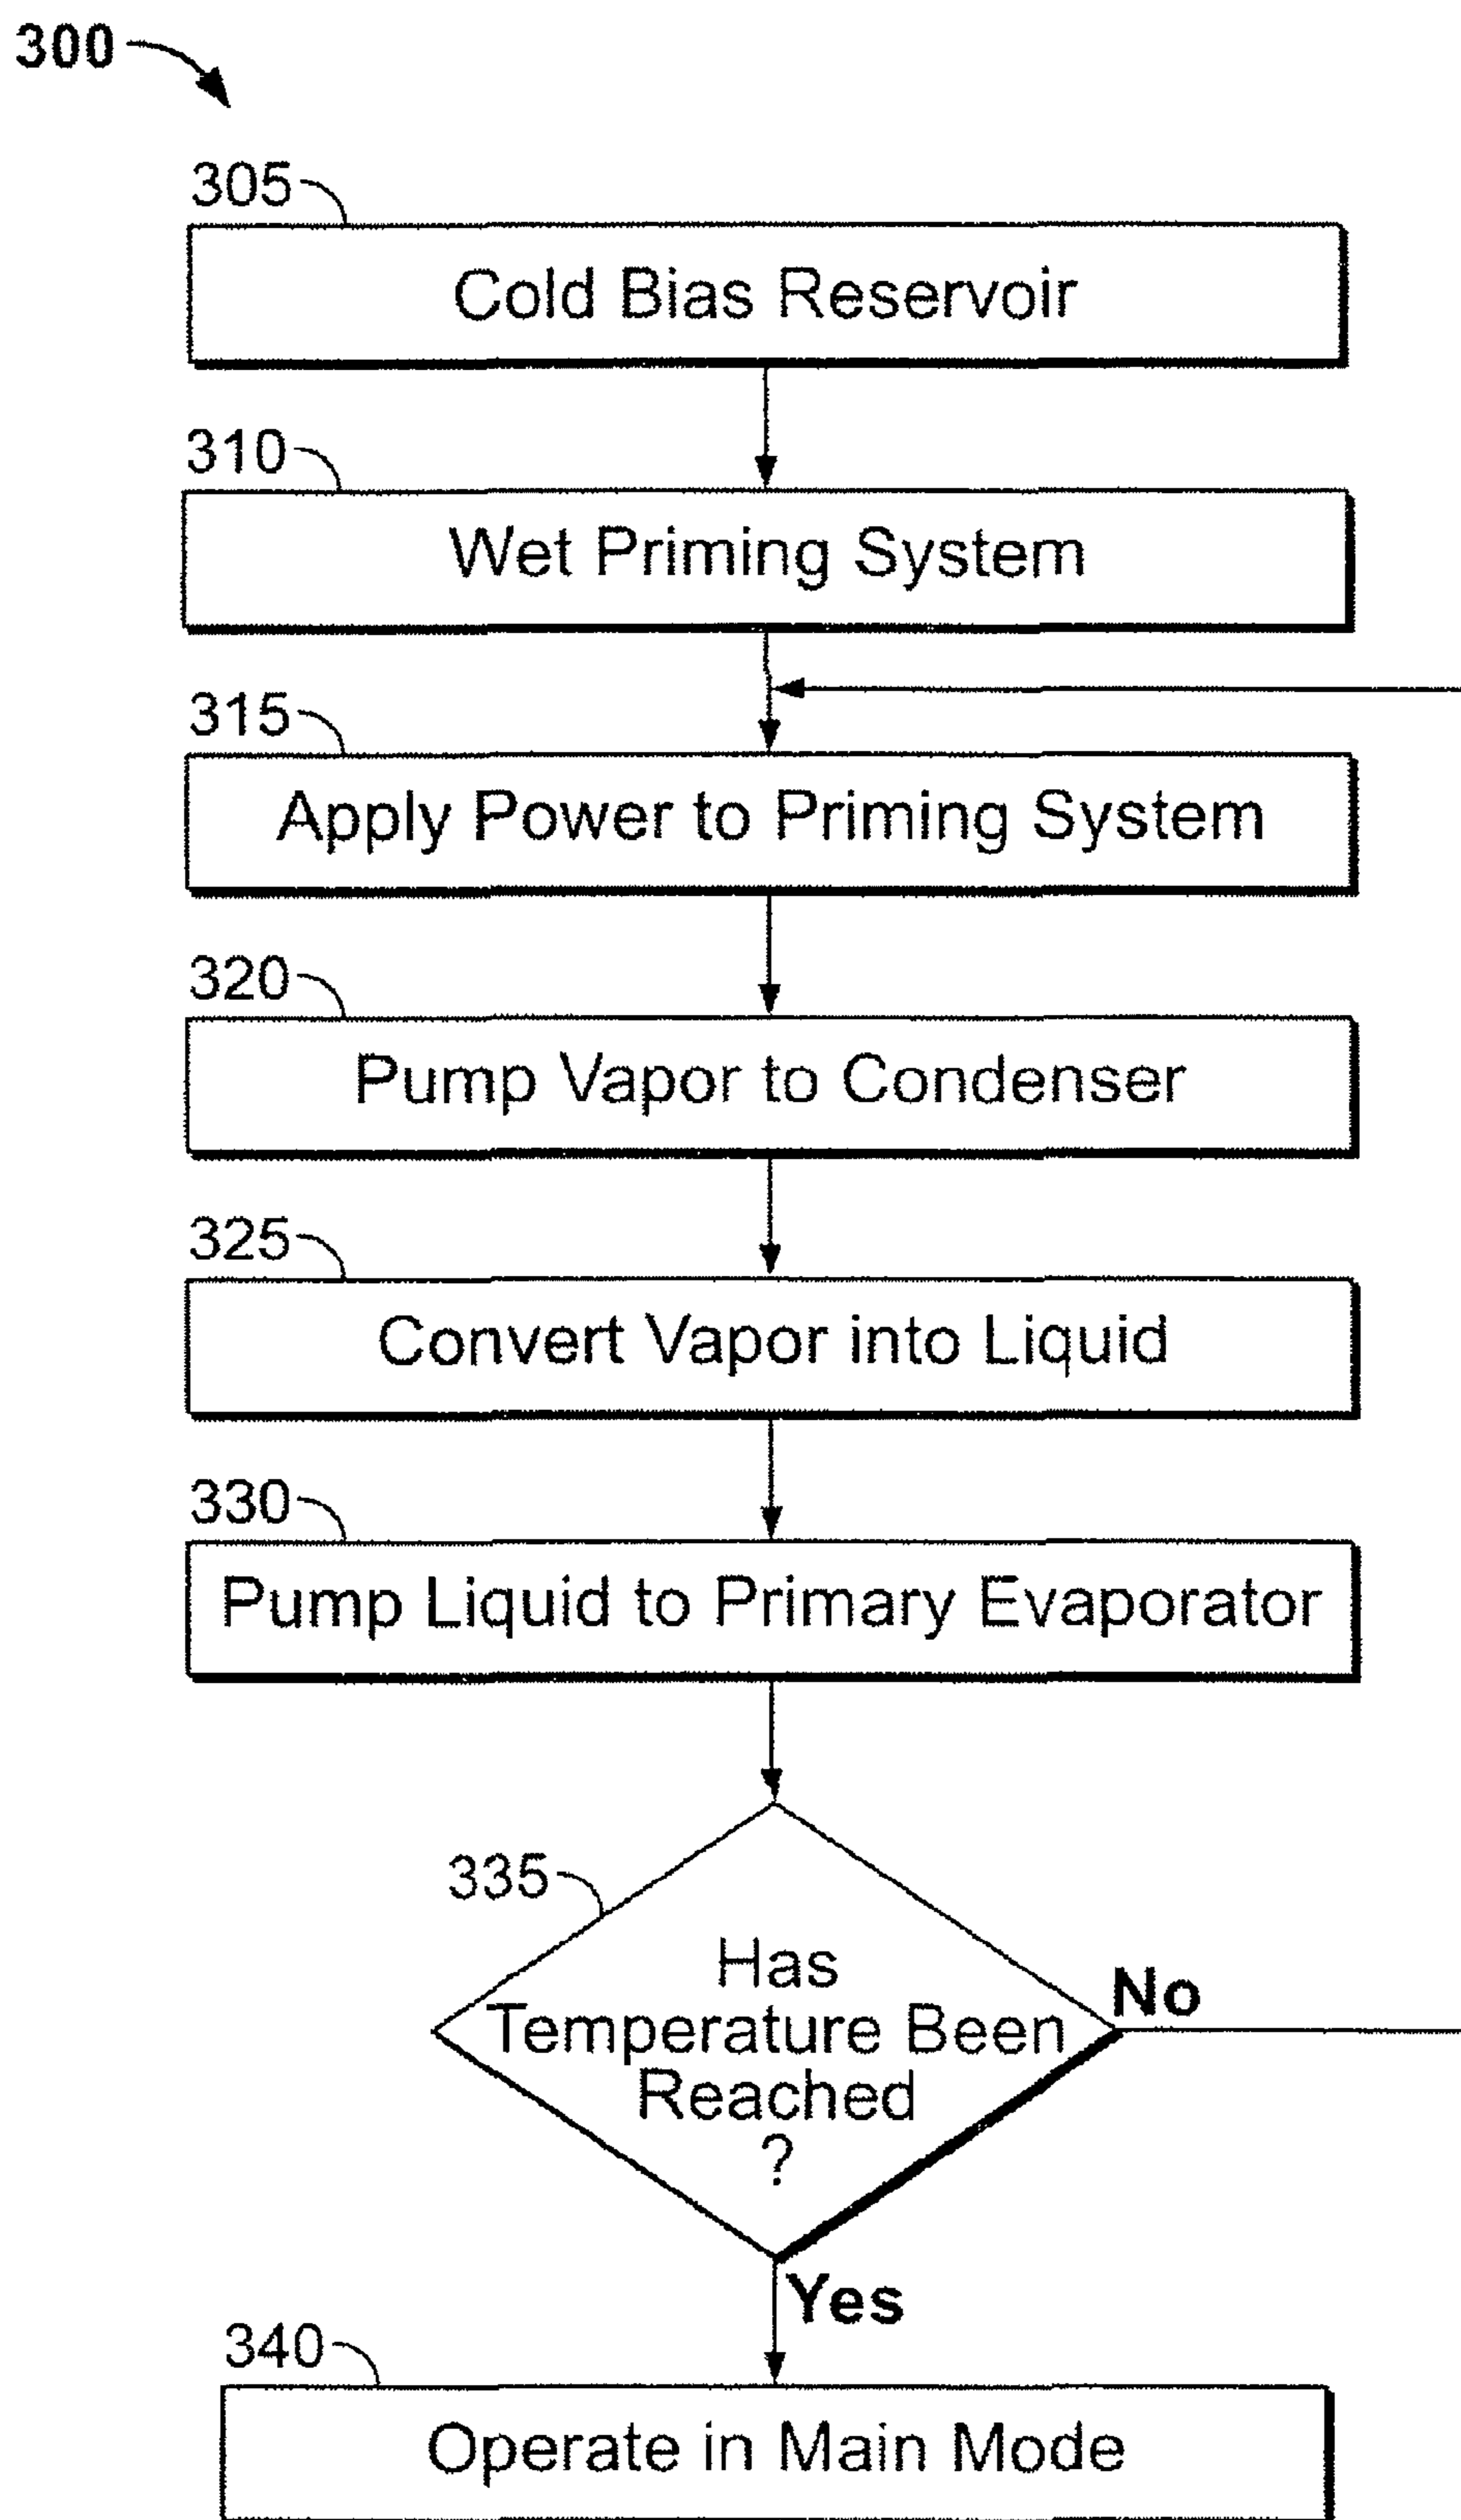 300
305
Cold Bias Reservoir
310
Wet Priming System
315
Apply Power to Priming System
320
Pump Vapor to Condenser
325
Convert Vapor into Liquid
330
Pump Liquid to Primary Evaporator
335
Has
Temperature Been
Reached
?
No
Yes
340
Operate in Main Mode